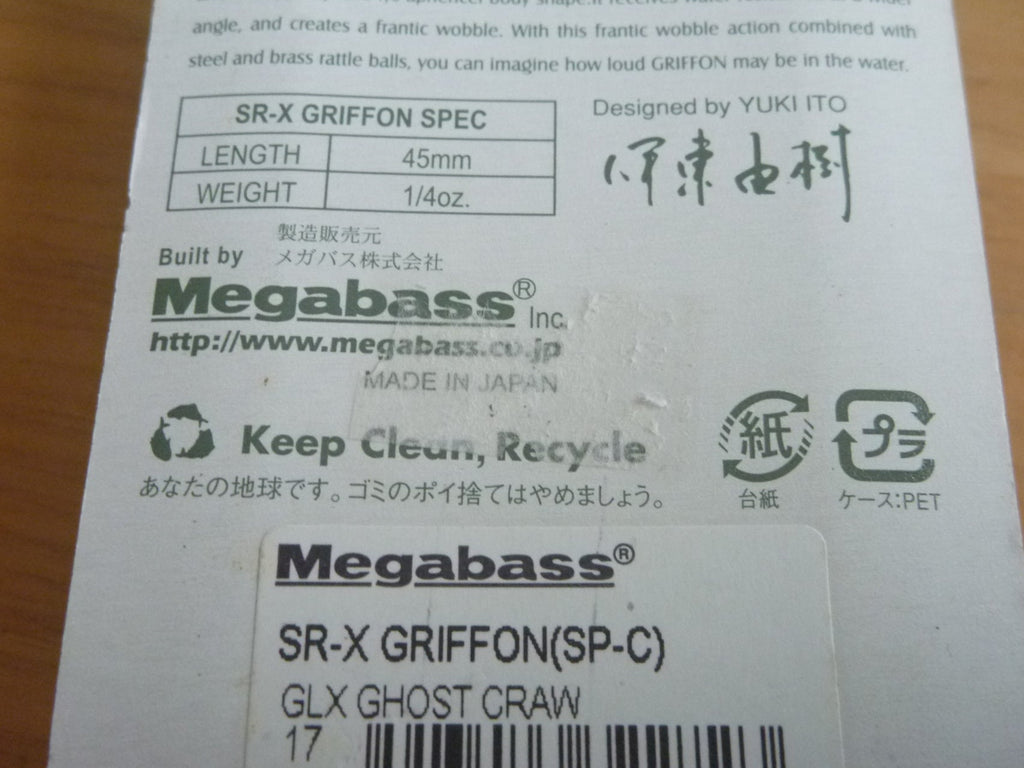 angle, and creates a frantic wobble. With this frantic wobble action combined with
steel and brass rattle balls, you can imagine how loud GRIFFON may be in the water.
SR-X GRIFFON SPEC
LENGTH 45mm
WEIGHT 1/4oz.
Designed by YUKI ITO
伊東由樹
製造販売元
Built by メガバス株式会社
Megabass® Inc.
http://www.megabass.co.jp
MADE IN JAPAN
Keep Clean, Recycle
あなたの地球です。ゴミのポイ捨てはやめましょう。
紙
台紙
プラ
ケース:PET
Megabass®
SR-X GRIFFON(SP-C)
GLX GHOST CRAW
17